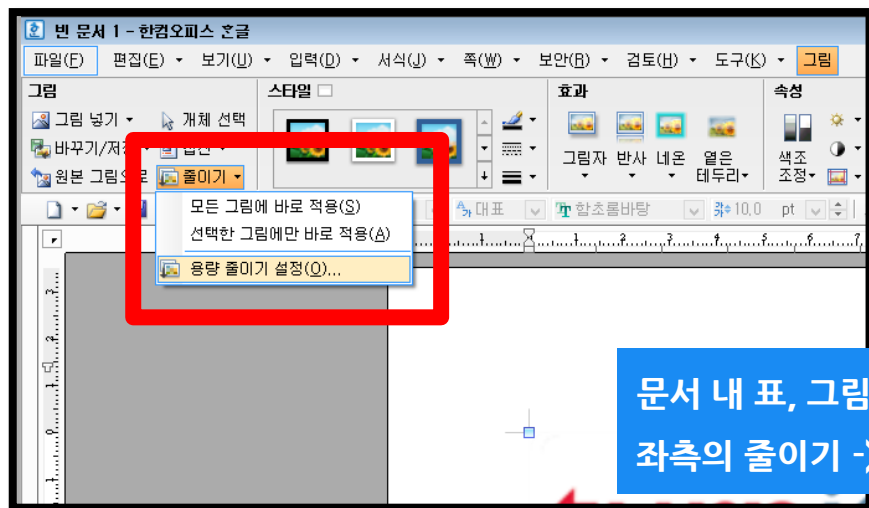 빈 문서 1 - 한컴오피스 한글
파일(F) 편집(E) 보기(U) 입력(D) 서식(J) 쪽(W) 보안(R) 검토(H) 도구(K) 그림
그림 스타일 효과 속성
그림 넣기 개체 선택
바꾸기/저장
원본 그림으로 줄이기
그림자 반사 네온 옅은 테두리 색조 조정
모든 그림에 바로 적용(S)
선택한 그림에만 바로 적용(A)
용량 줄이기 설정(O)...
대표 함초롬바탕 10.0 pt
문서 내 표, 그림
좌측의 줄이기 -